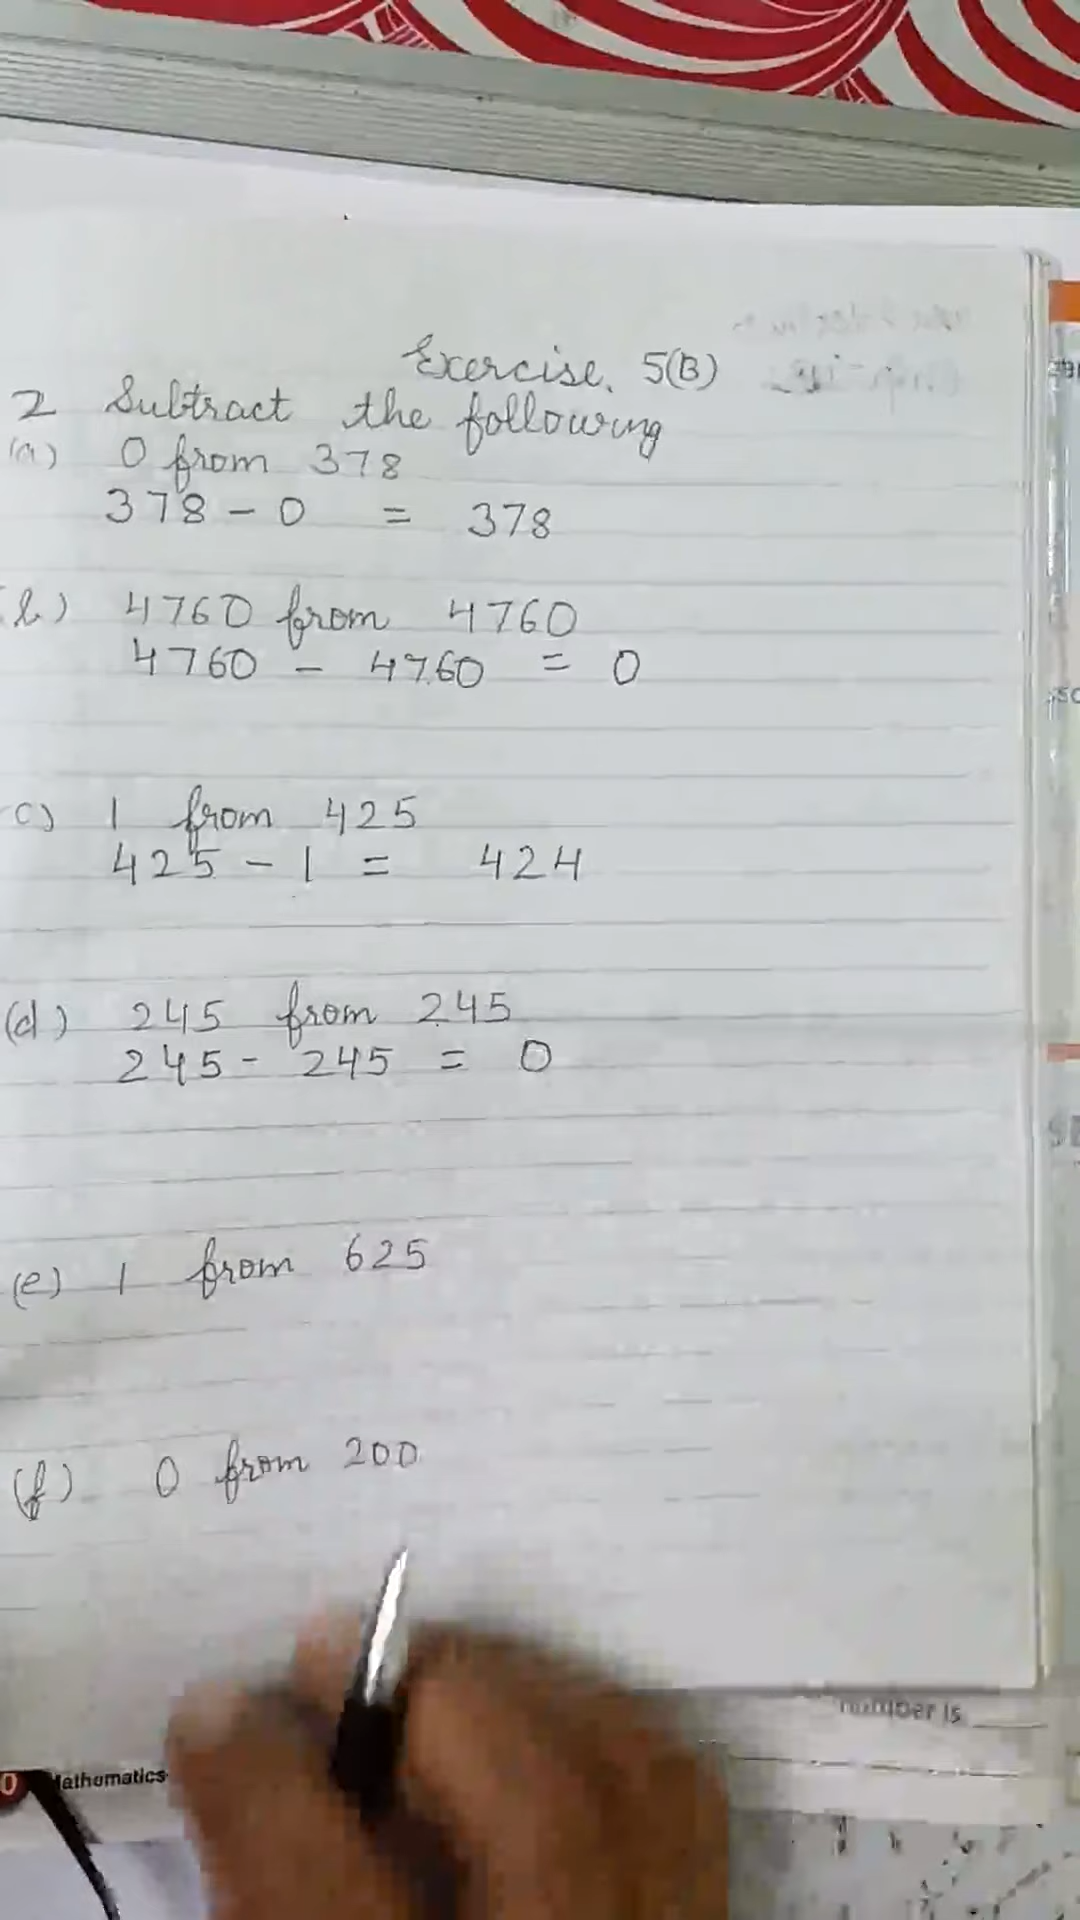 Exercise. 5(B)
2 Subtract the following
(a) 0 from 378
378 - 0 = 378
(b) 4760 from 4760
4760 - 4760 = 0
(c) 1 from 425
425 - 1 = 424
(d) 245 from 245
245 - 245 = 0
(e) 1 from 625
(f) 0 from 200
number is
Mathematics